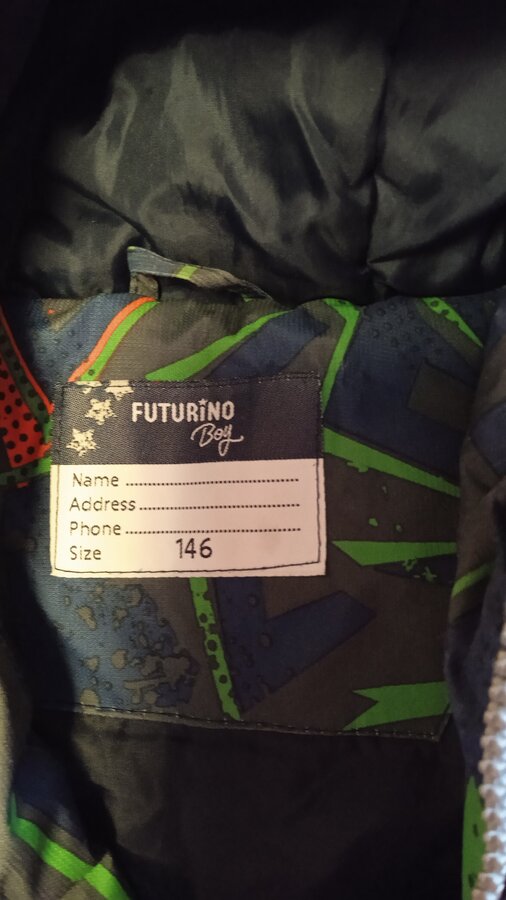 FUTURINO
Boy
Name ..............................
Address ..............................
Phone ..............................
Size 146